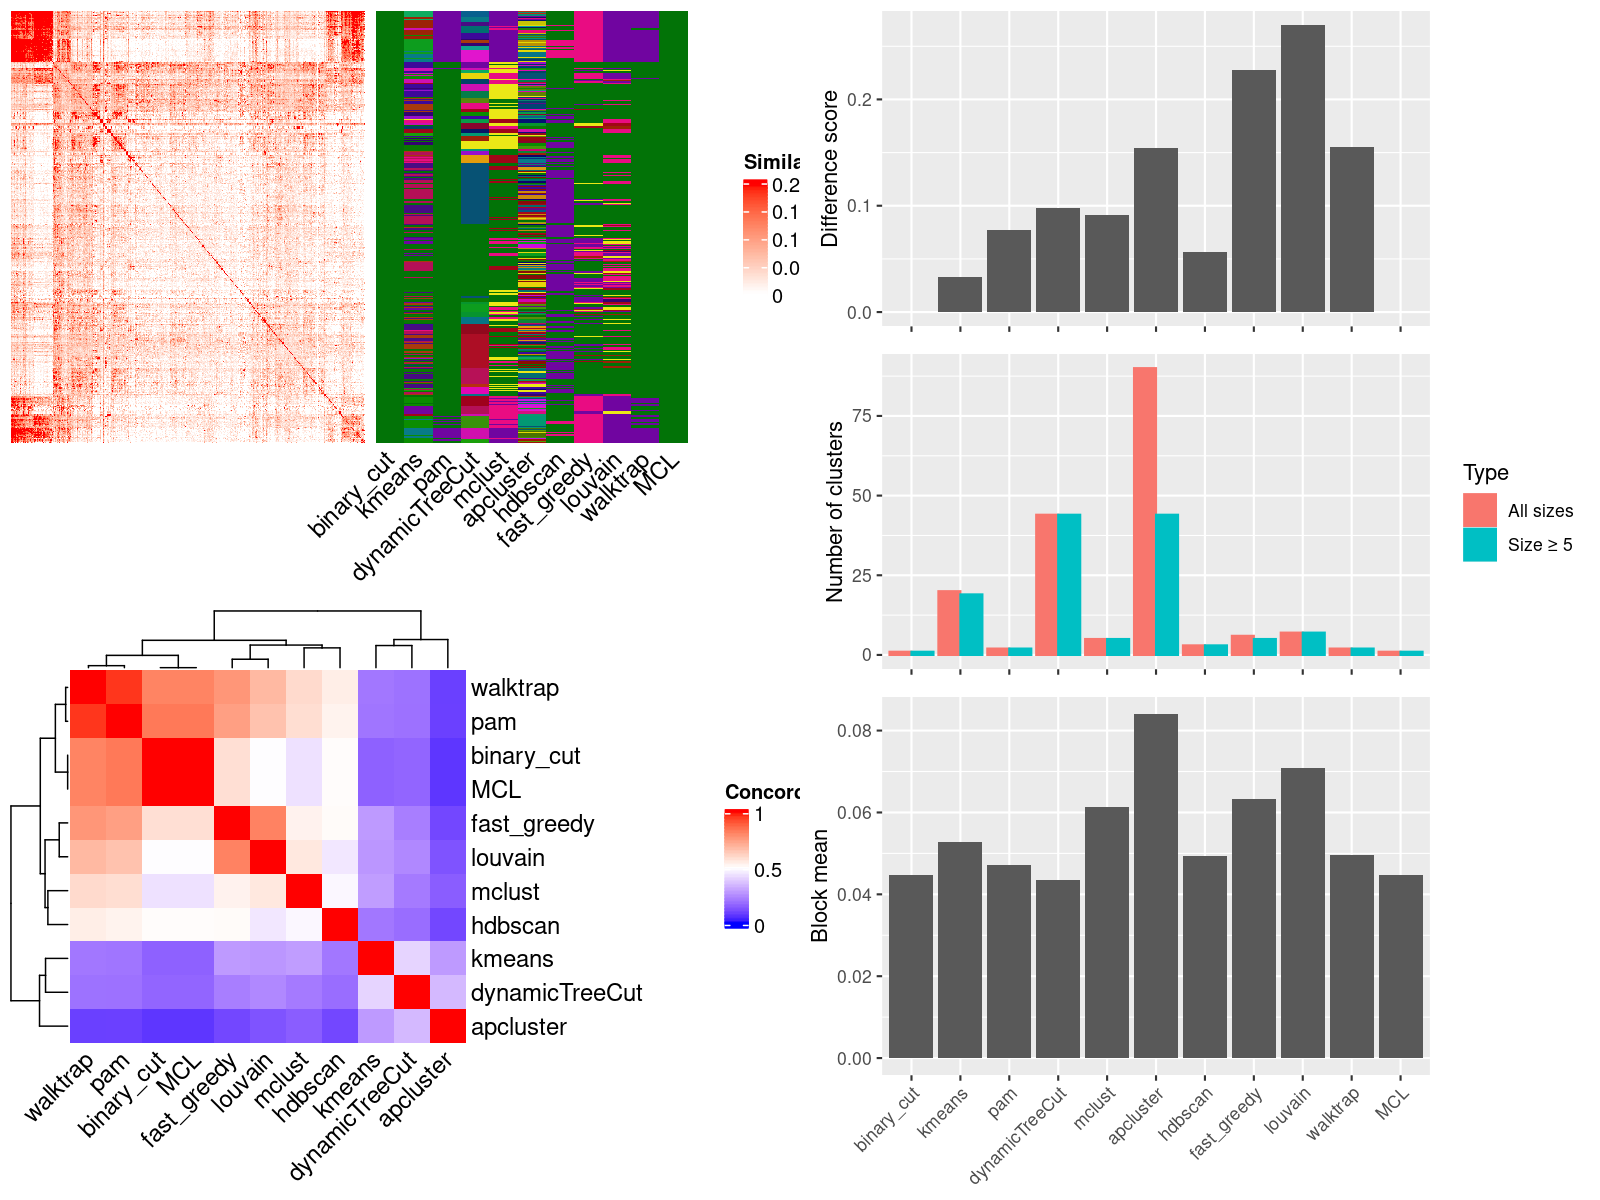 binary_cut
kmeans
pam
dynamicTreeCut
mclust
apcluster
hdbscan
fast_greedy
louvain
walktrap
MCL
Simila
0.2
0.1
0.1
0.0
0
walktrap
pam
binary_cut
MCL
fast_greedy
louvain
mclust
hdbscan
kmeans
dynamicTreeCut
apcluster
walktrap
pam
binary_cut
MCL
fast_greedy
louvain
mclust
hdbscan
kmeans
dynamicTreeCut
apcluster
Concord
1
0.5
0
Difference score
0.2
0.1
0.0
Number of clusters
75
50
25
0
Type
All sizes
Size ≥ 5
Block mean
0.08
0.06
0.04
0.02
0.00
binary_cut
kmeans
pam
dynamicTreeCut
mclust
apcluster
hdbscan
fast_greedy
louvain
walktrap
MCL